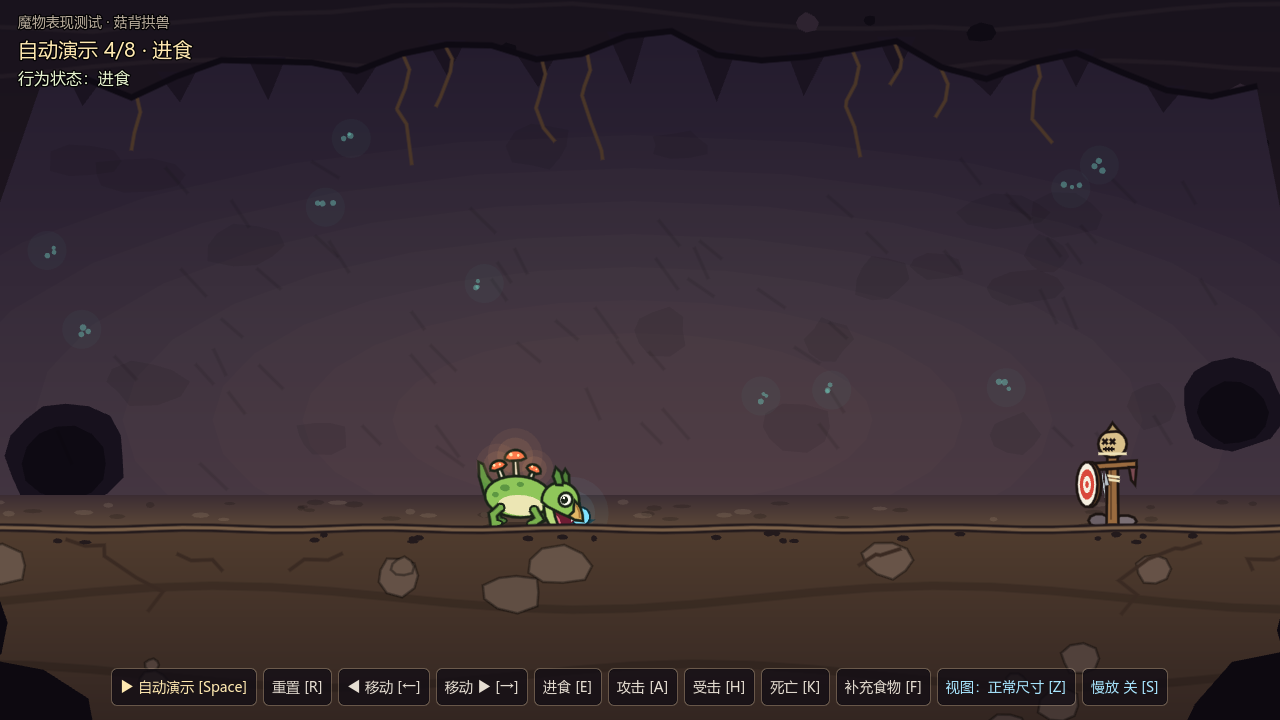 魔物表现测试 · 菇背拱兽
自动演示 4/8 · 进食
行为状态：进食
▶ 自动演示 [Space]
重置 [R]
◀ 移动 [←]
移动 ▶ [→]
进食 [E]
攻击 [A]
受击 [H]
死亡 [K]
补充食物 [F]
视图：正常尺寸 [Z]
慢放 关 [S]